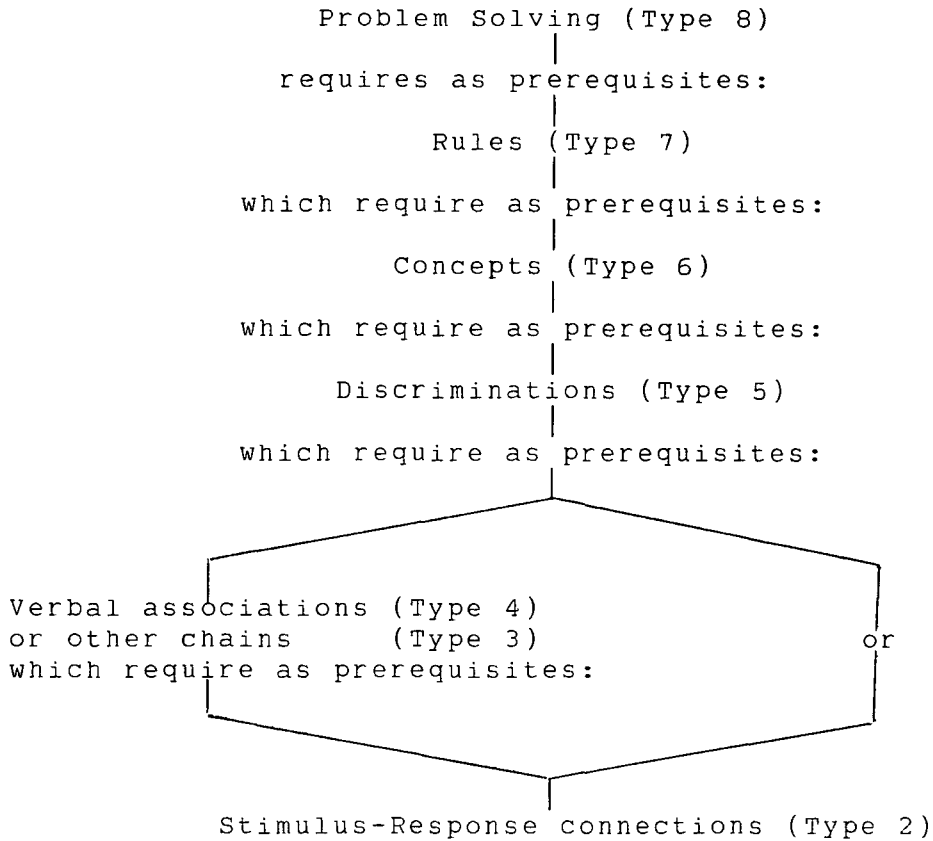 Problem Solving (Type 8)
requires as prerequisites:
Rules (Type 7)
which require as prerequisites:
Concepts (Type 6)
which require as prerequisites:
Discriminations (Type 5)
which require as prerequisites:
Verbal associations (Type 4)
or other chains (Type 3)
or
which require as prerequisites:
Stimulus-Response connections (Type 2)